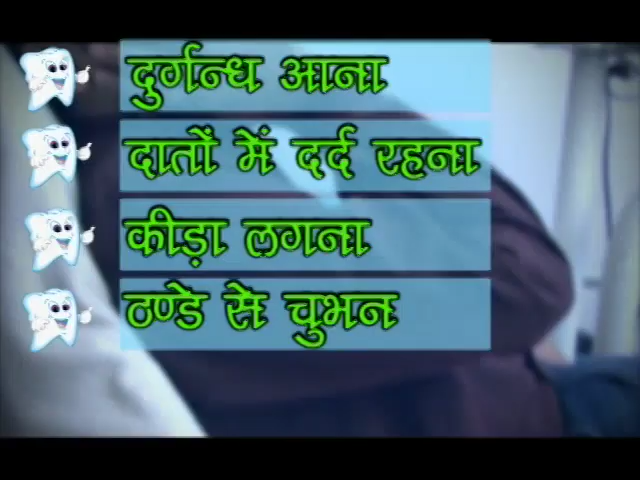 दुर्गन्ध आना
दातों में दर्द रहना
कीड़ा लगना
ठण्डे से चुभन